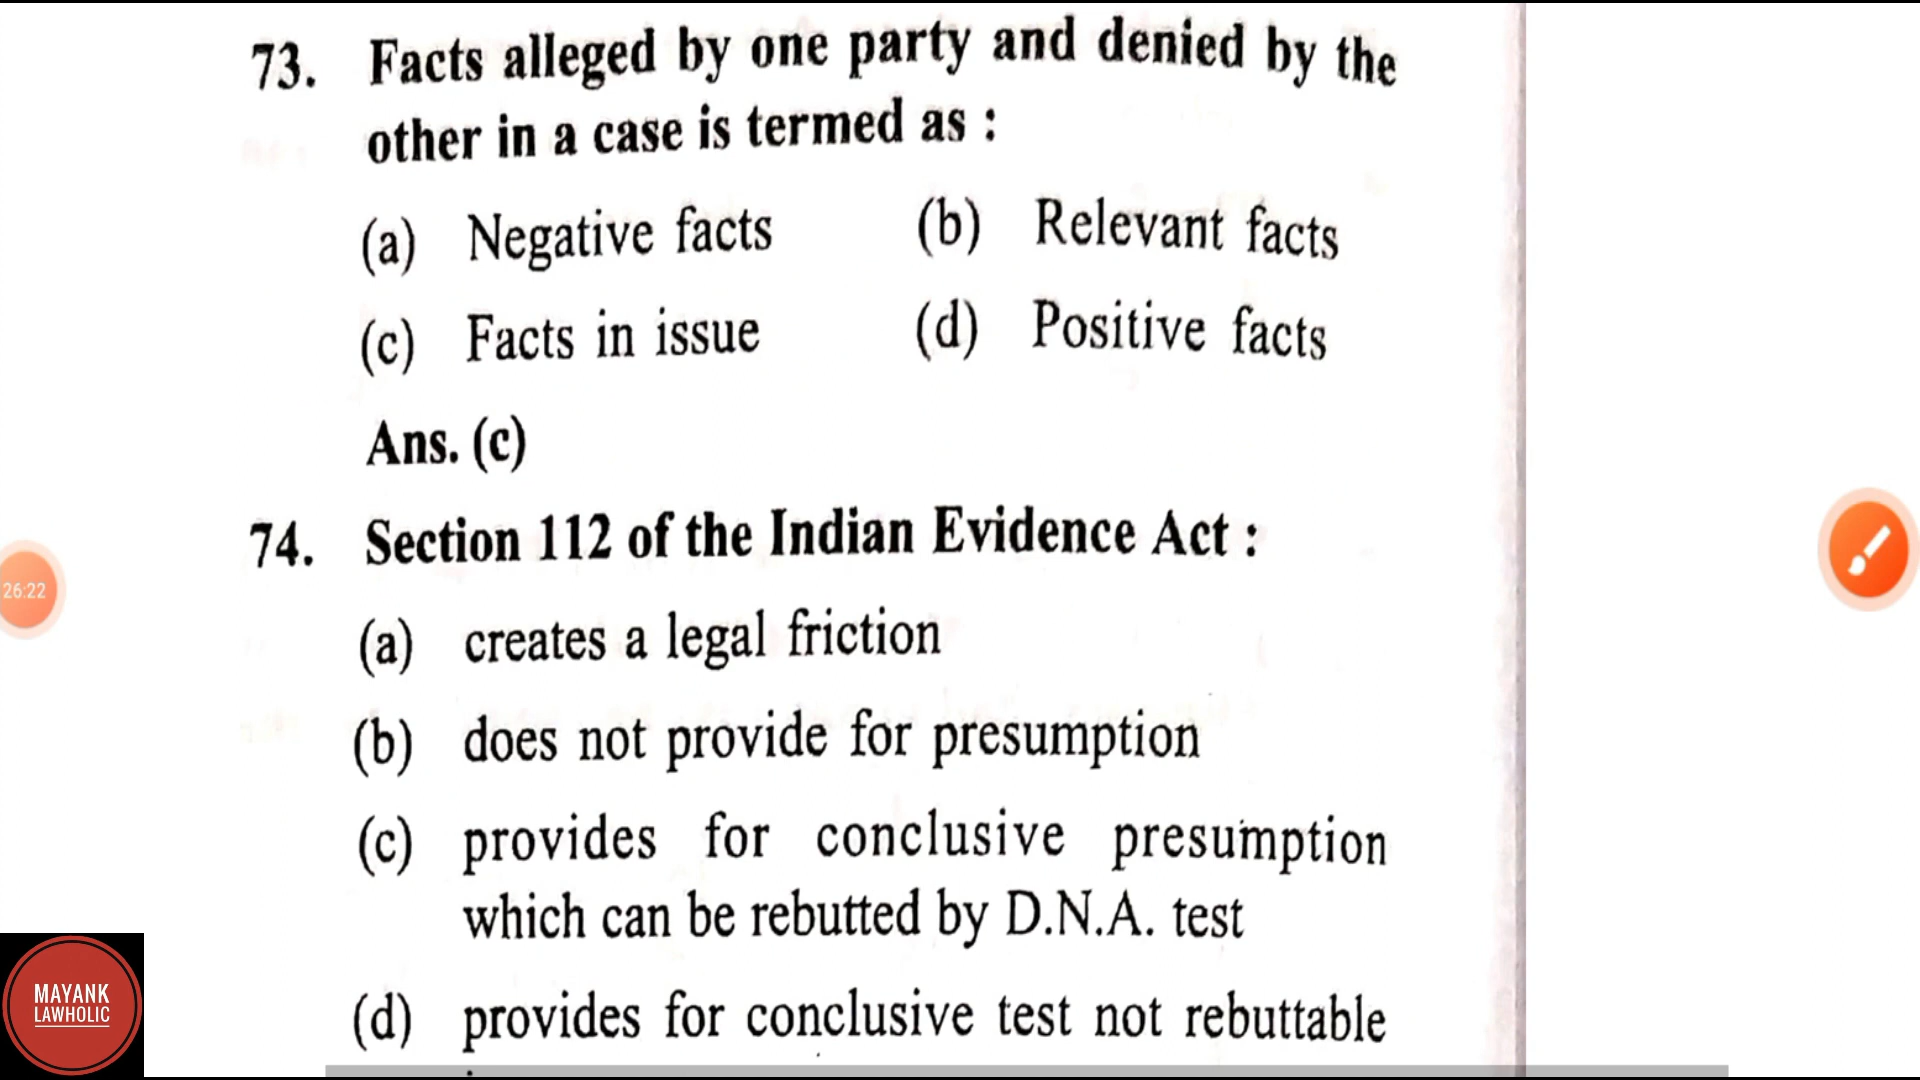 73. Facts alleged by one party and denied by the
other in a case is termed as :
(a) Negative facts (b) Relevant facts
(c) Facts in issue (d) Positive facts
Ans. (c)
74. Section 112 of the Indian Evidence Act :
26:22
(a) creates a legal friction
(b) does not provide for presumption
(c) provides for conclusive presumption
which can be rebutted by D.N.A. test
(d) provides for conclusive test not rebuttable
MAYANK
LAWHOLIC